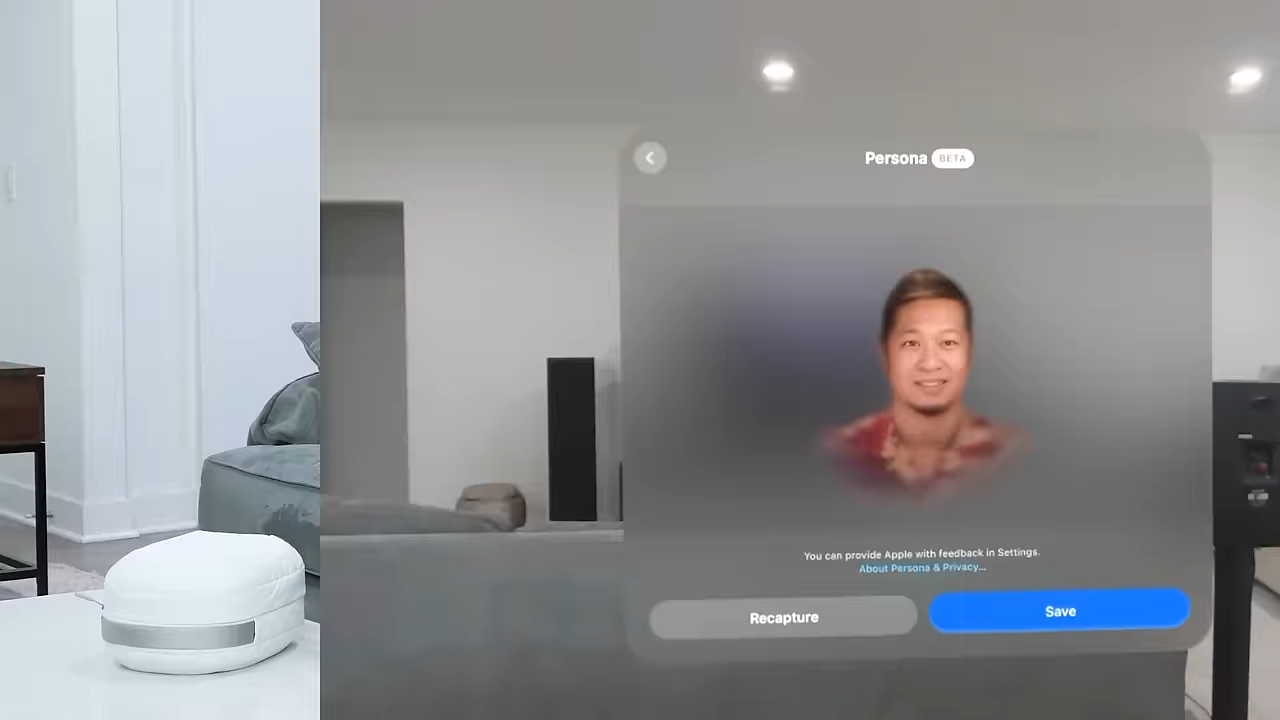 Persona BETA
You can provide Apple with feedback in Settings.
About Persona & Privacy...
Recapture
Save